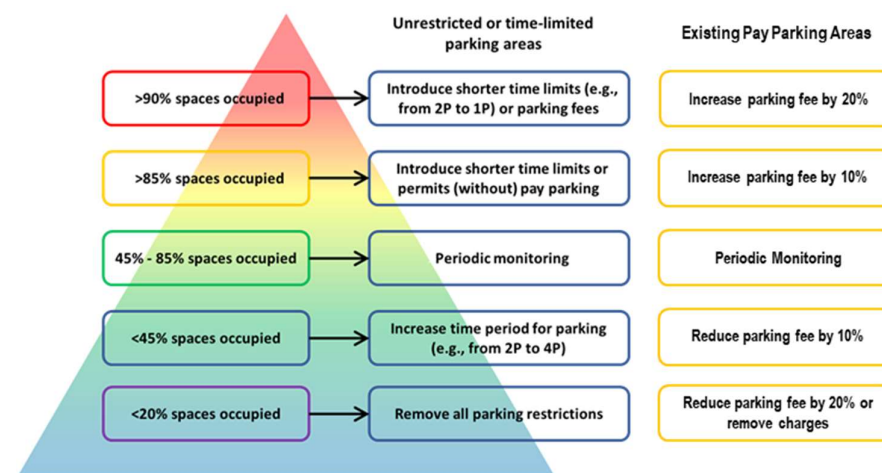 Unrestricted or time-limited
parking areas
Existing Pay Parking Areas
>90% spaces occupied
Introduce shorter time limits (e.g.,
from 2P to 1P) or parking fees
Increase parking fee by 20%
>85% spaces occupied
Introduce shorter time limits or
permits (without) pay parking
Increase parking fee by 10%
45% - 85% spaces occupied
Periodic monitoring
Periodic Monitoring
<45% spaces occupied
Increase time period for parking
(e.g., from 2P to 4P)
Reduce parking fee by 10%
<20% spaces occupied
Remove all parking restrictions
Reduce parking fee by 20% or
remove charges